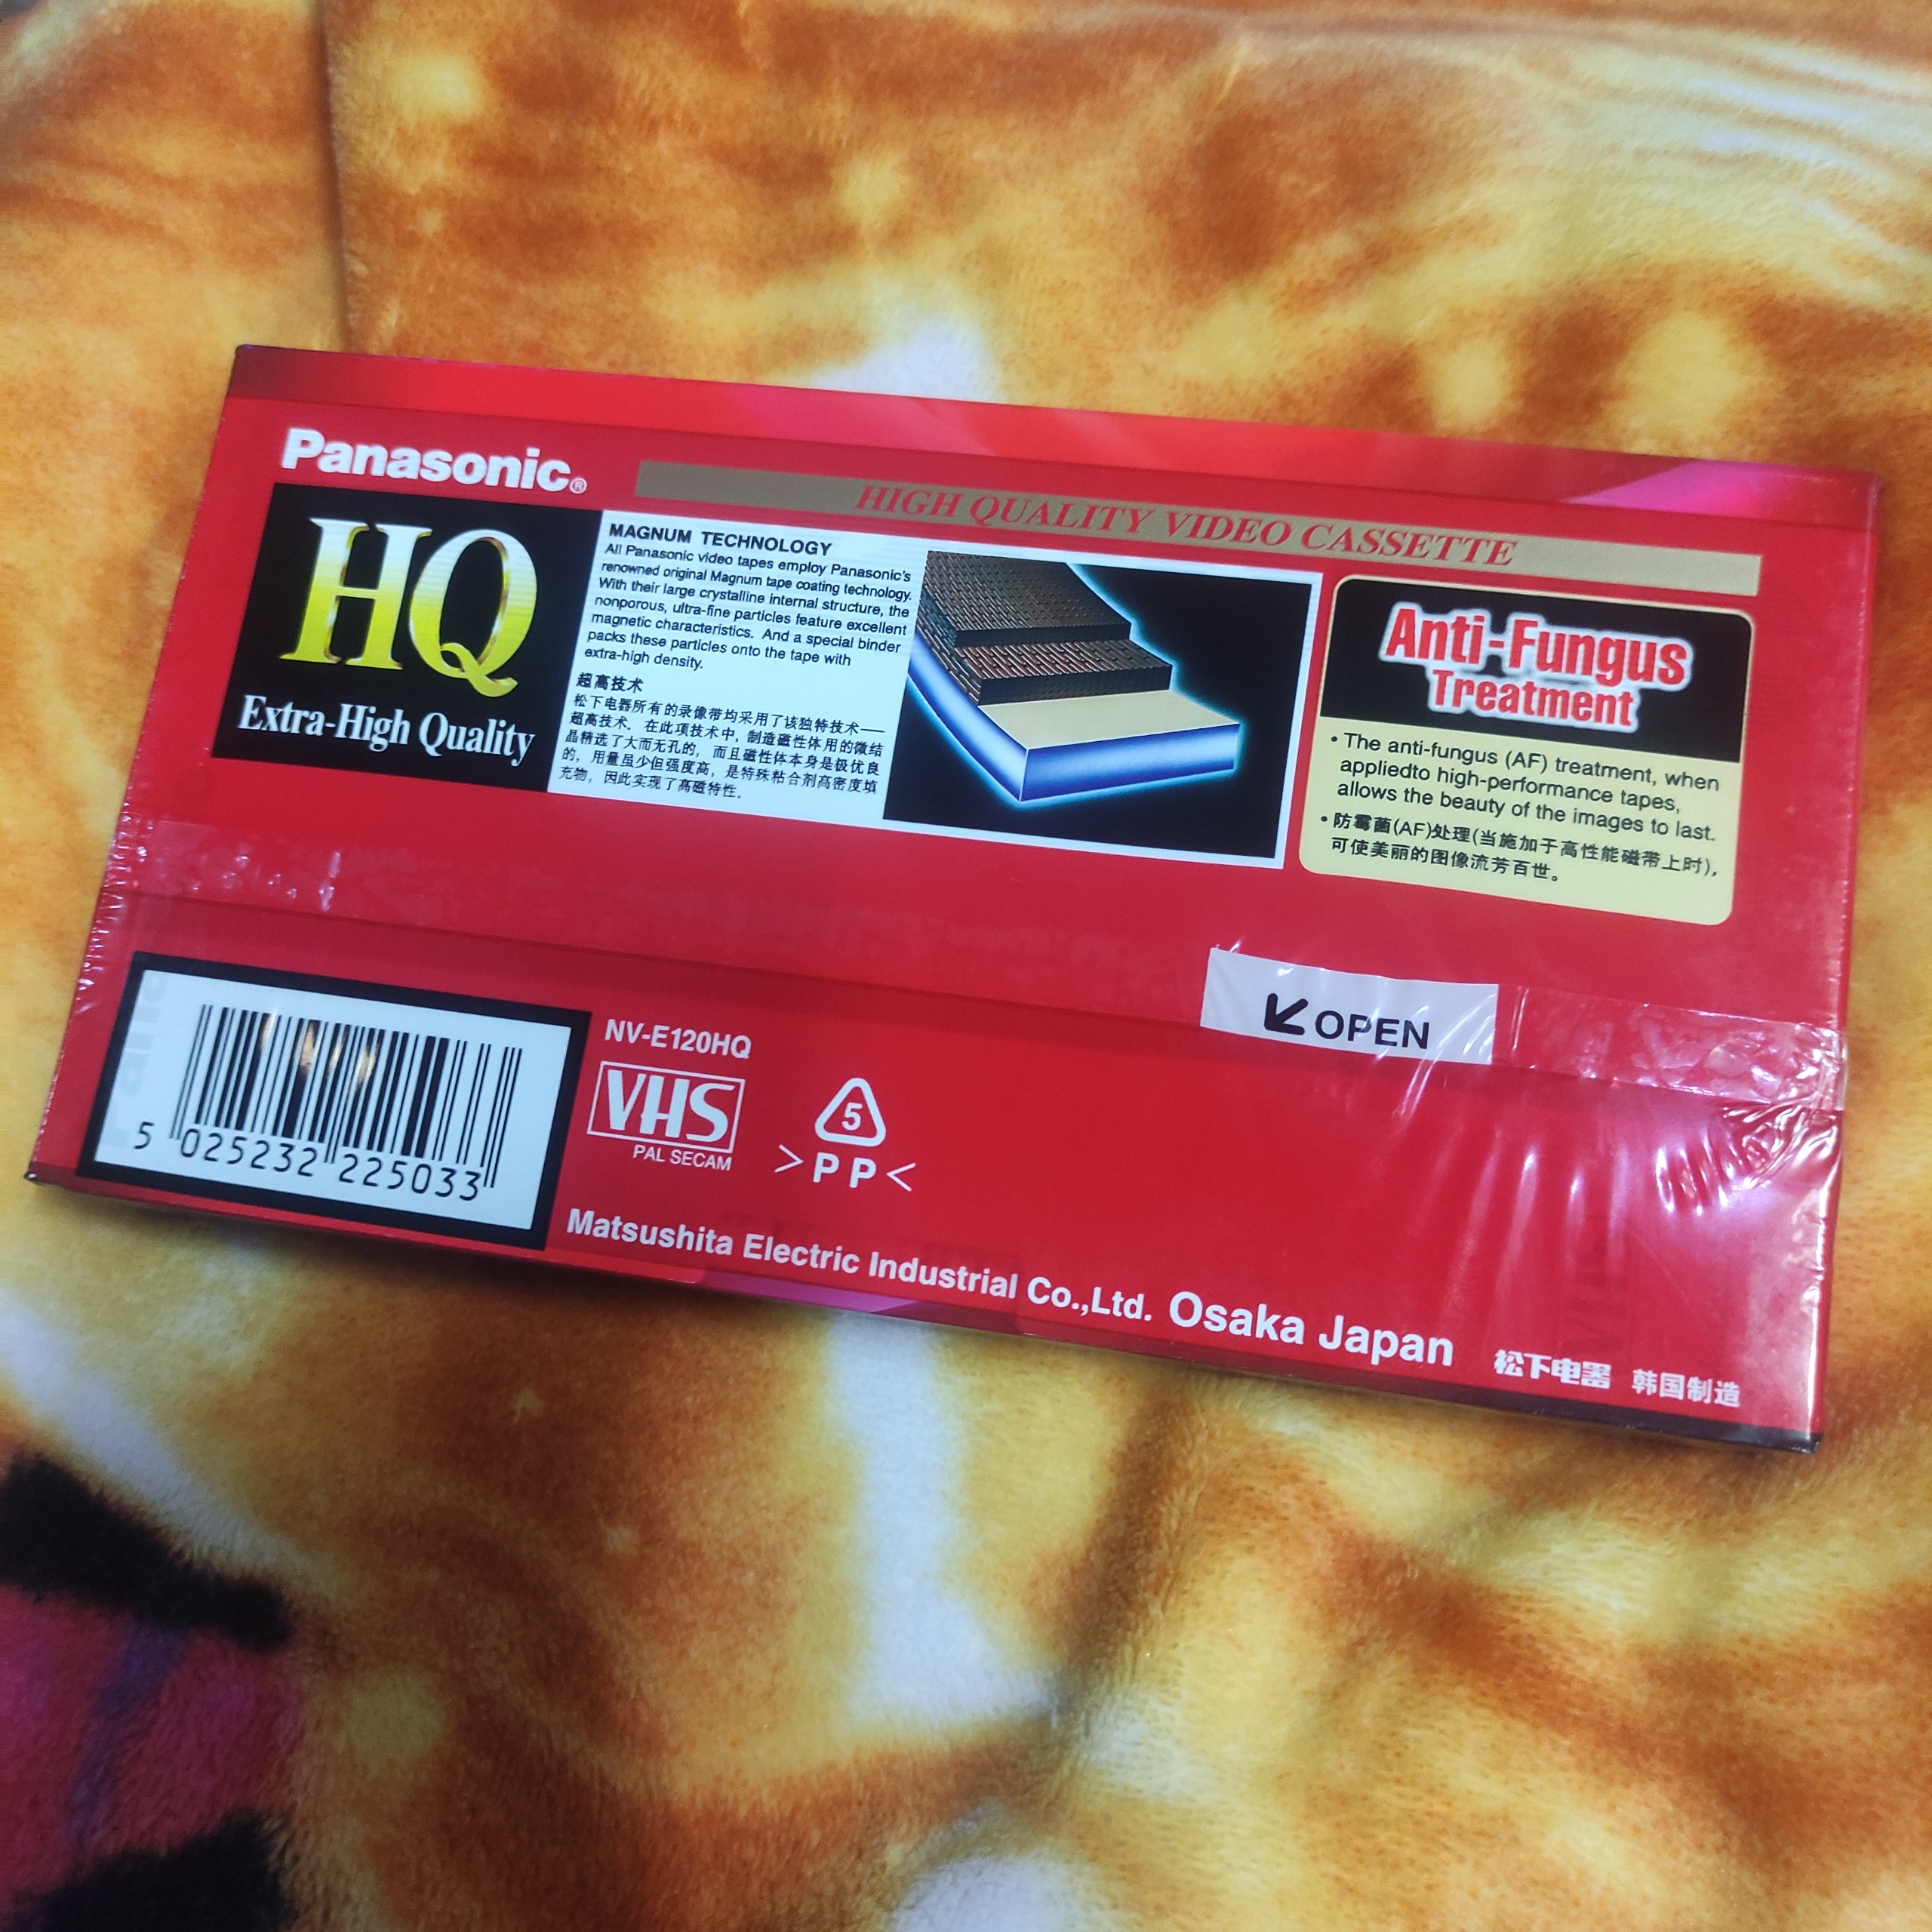 Panasonic®
HIGH QUALITY VIDEO CASSETTE
HQ
Extra-High Quality
MAGNUM TECHNOLOGY
All Panasonic video tapes employ Panasonic's
renowned original Magnum tape coating technology.
With their large crystalline internal structure, the
nonporous, ultra-fine particles feature excellent
magnetic characteristics. And a special binder
packs these particles onto the tape with
extra-high density.
超高技术
松下电器所有的录像带均采用了该独特技术——
超高技术. 在此项技术中, 制造磁性体用的微结
晶精选了大而无孔的, 而且磁性体本身是极优良
的, 用量虽少但强度高, 是特殊粘合剂高密度填
充物, 因此实现了高磁特性.
Anti-Fungus
Treatment
• The anti-fungus (AF) treatment, when
appliedto high-performance tapes,
allows the beauty of the images to last.
• 防霉菌(AF)处理(当施加于高性能磁带上时),
可使美丽的图像流芳百世。
OPEN
5 025232 225033
NV-E120HQ
VHS
PAL SECAM
5
>PP<
Matsushita Electric Industrial Co.,Ltd. Osaka Japan 松下电器 韩国制造